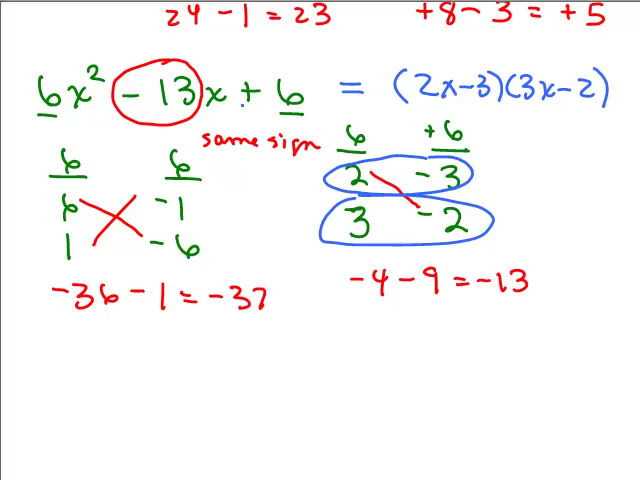 24 - 1 = 23
+8 - 3 = +5
6x² - 13x + 6 = (2x-3)(3x-2)
same sign
6 6
6 -1
1 -6
-36 - 1 = -37
6 +6
2 -3
3 -2
-4 - 9 = -13